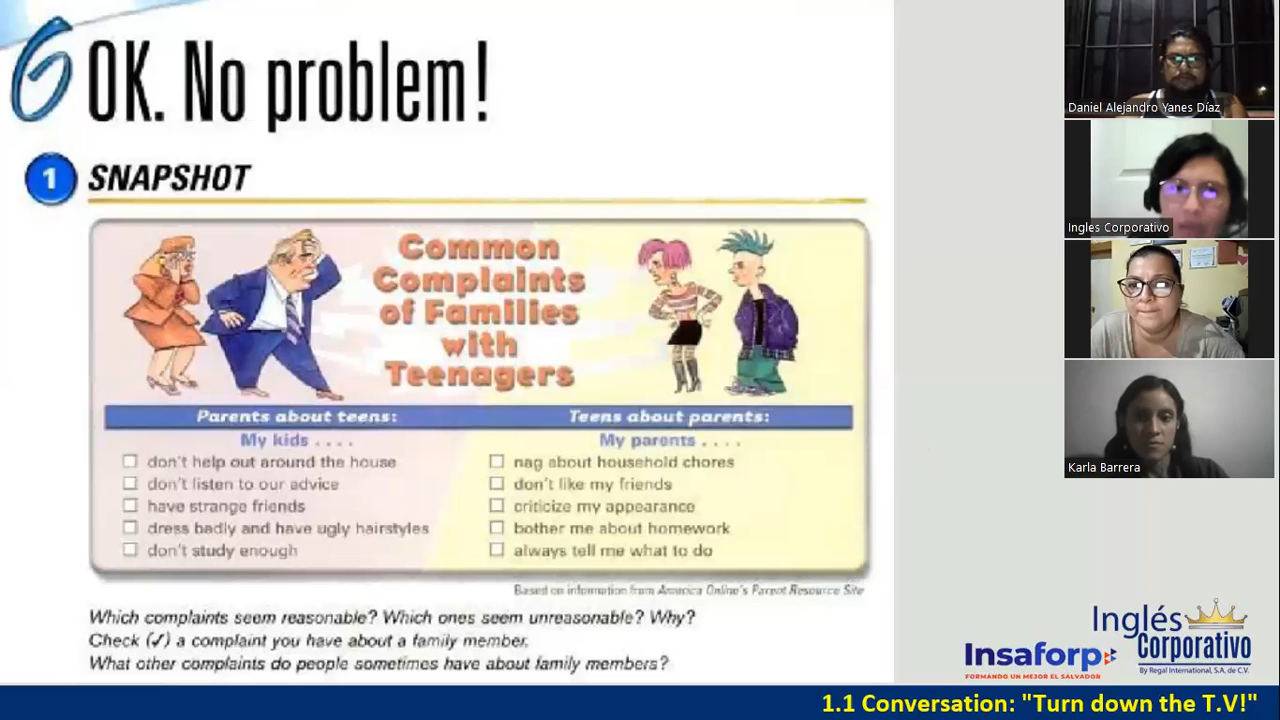 6 OK. No problem!
1 SNAPSHOT
Common
Complaints
of Families
with
Teenagers
Parents about teens:
My kids . . . .
don't help out around the house
don't listen to our advice
have strange friends
dress badly and have ugly hairstyles
don't study enough
Teens about parents:
My parents . . . .
nag about household chores
don't like my friends
criticize my appearance
bother me about homework
always tell me what to do
Based on information from America Online's Parent Resource Site
Which complaints seem reasonable? Which ones seem unreasonable? Why?
Check (✓) a complaint you have about a family member.
What other complaints do people sometimes have about family members?
Daniel Alejandro Yanes Díaz
Ingles Corporativo
Karla Barrera
Insaforp
FORMANDO UN MEJOR EL SALVADOR
Inglés
Corporativo
By Regal International, S.A. de C.V.
1.1 Conversation: "Turn down the T.V!"